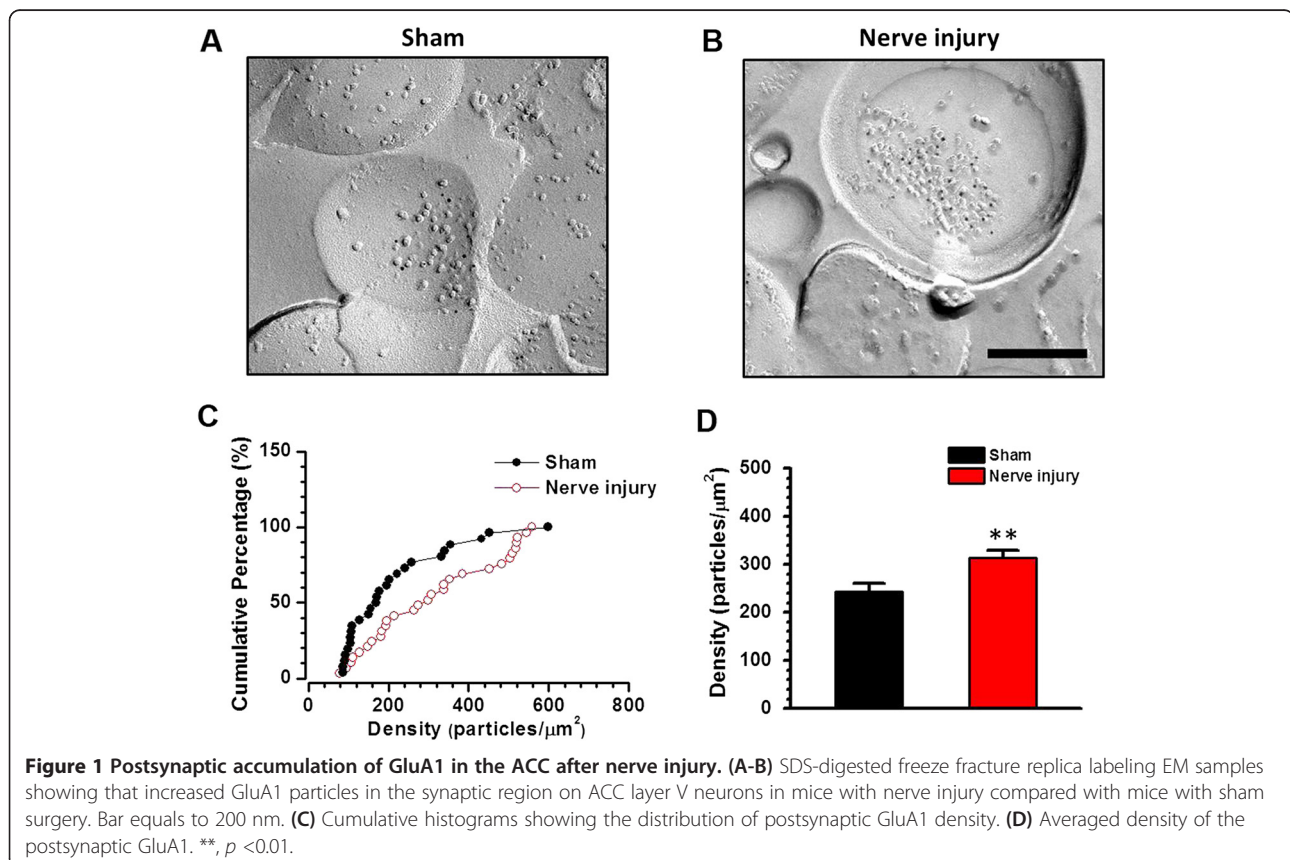 A
Sham
B
Nerve injury
C
Cumulative Percentage (%)
150
100
50
0
0
200
400
600
800
Density (particles/μm²)
Sham
Nerve injury
D
Density (particles/μm²)
500
400
300
200
100
0
Sham
Nerve injury
**
Figure 1 Postsynaptic accumulation of GluA1 in the ACC after nerve injury. (A-B) SDS-digested freeze fracture replica labeling EM samples
showing that increased GluA1 particles in the synaptic region on ACC layer V neurons in mice with nerve injury compared with mice with sham
surgery. Bar equals to 200 nm. (C) Cumulative histograms showing the distribution of postsynaptic GluA1 density. (D) Averaged density of the
postsynaptic GluA1. **, p <0.01.